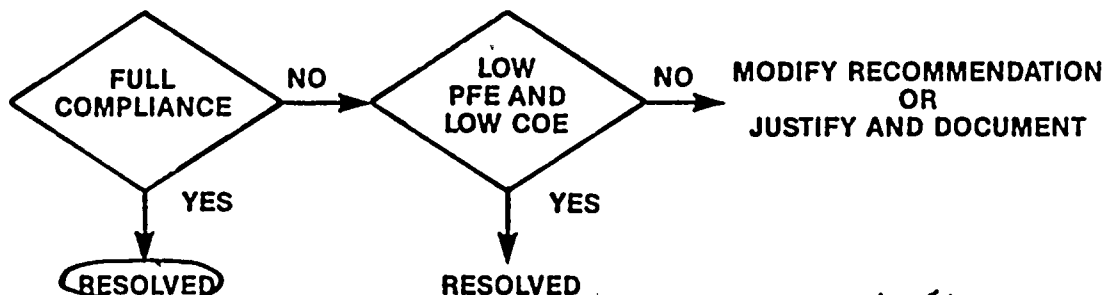 FULL
COMPLIANCE
NO
LOW
PFE AND
LOW COE
NO
MODIFY RECOMMENDATION
OR
JUSTIFY AND DOCUMENT
YES
YES
RESOLVED
RESOLVED